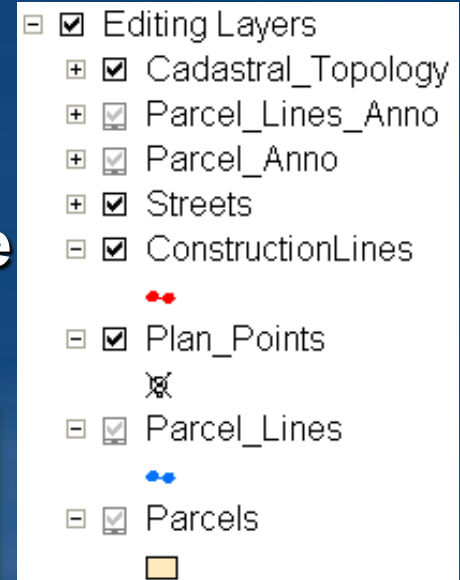 Editing Layers
Cadastral_Topology
Parcel_Lines_Anno
Parcel_Anno
Streets
e
ConstructionLines
Plan_Points
Parcel_Lines
Parcels